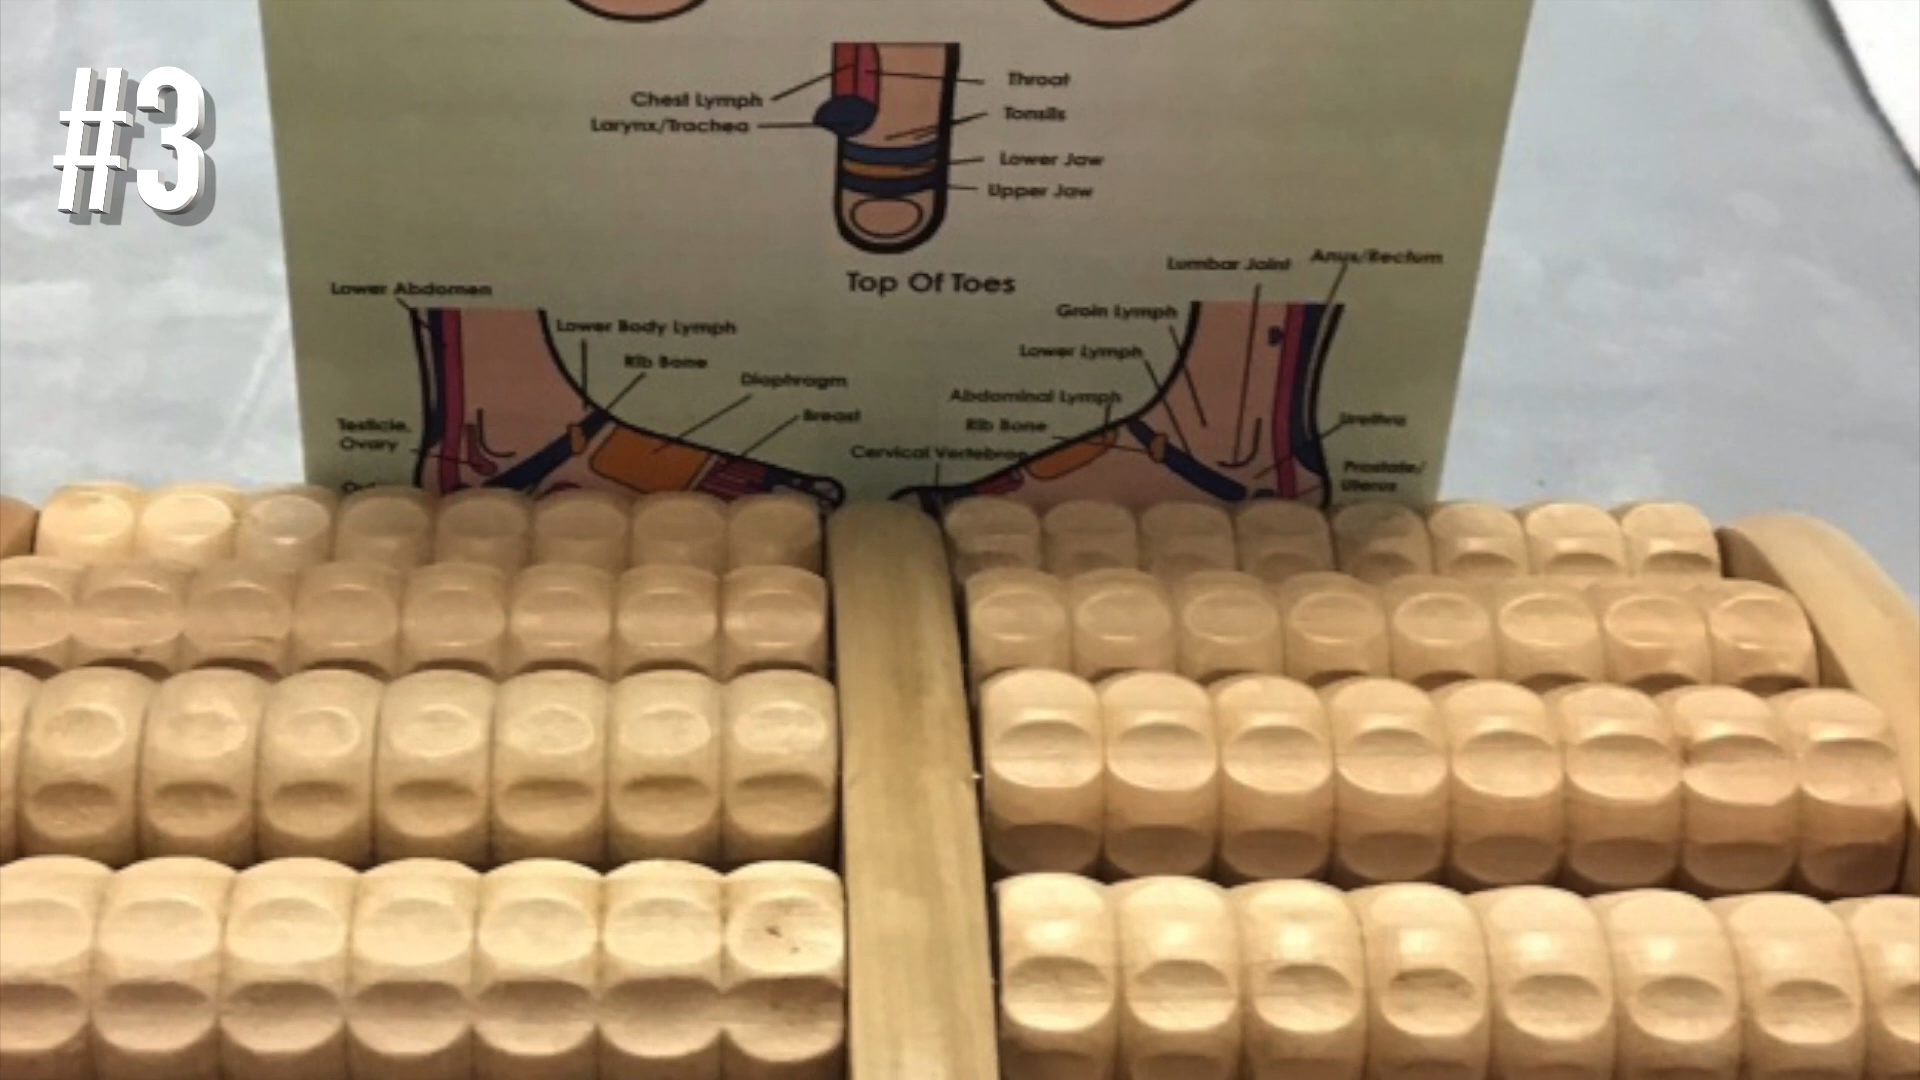 #3
Throat
Chest Lymph
Tonsils
Larynx/Trachea
Lower Jaw
Upper Jaw
Top Of Toes
Lumbar Joint
Anus/Rectum
Lower Abdomen
Groin Lymph
Lower Body Lymph
Lower Lymph
Rib Bone
Diaphragm
Abdominal Lymph
Breast
Testicle,
Ovary
Rib Bone
Urethra
Cervical Vertebrae
Prostate/
Uterus